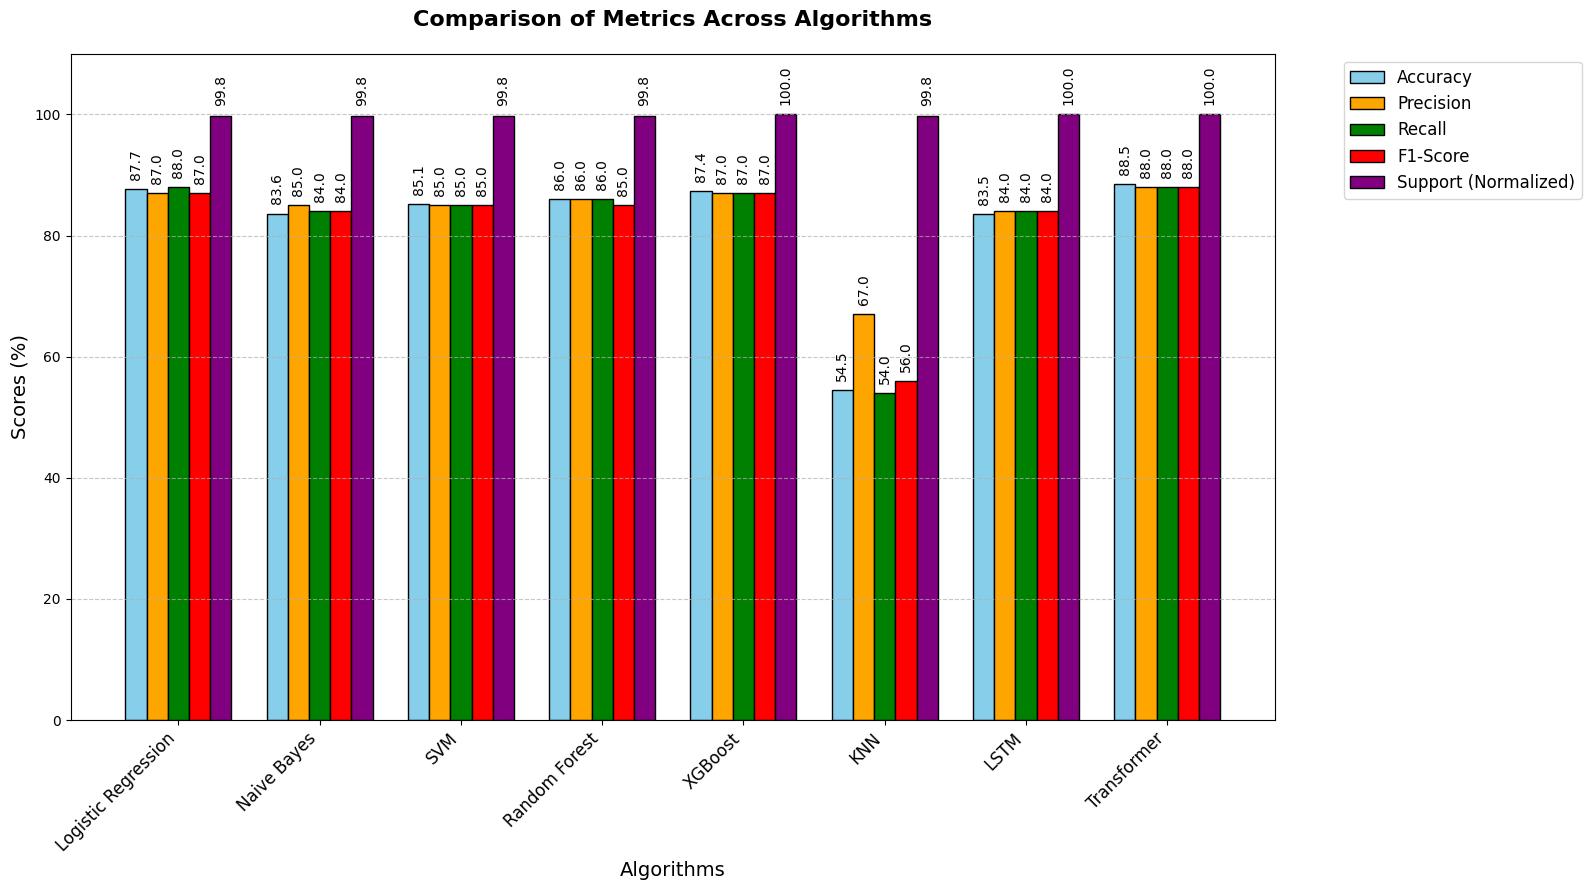 Comparison of Metrics Across Algorithms
Accuracy
Precision
Recall
F1-Score
Support (Normalized)
Scores (%)
100
80
60
40
20
0
87.7
87.0
88.0
87.0
99.8
83.6
85.0
84.0
84.0
99.8
85.1
85.0
85.0
85.0
99.8
86.0
86.0
86.0
85.0
99.8
87.4
87.0
87.0
87.0
100.0
54.5
67.0
54.0
56.0
99.8
83.5
84.0
84.0
84.0
100.0
88.5
88.0
88.0
88.0
100.0
Logistic Regression
Naive Bayes
SVM
Random Forest
XGBoost
KNN
LSTM
Transformer
Algorithms